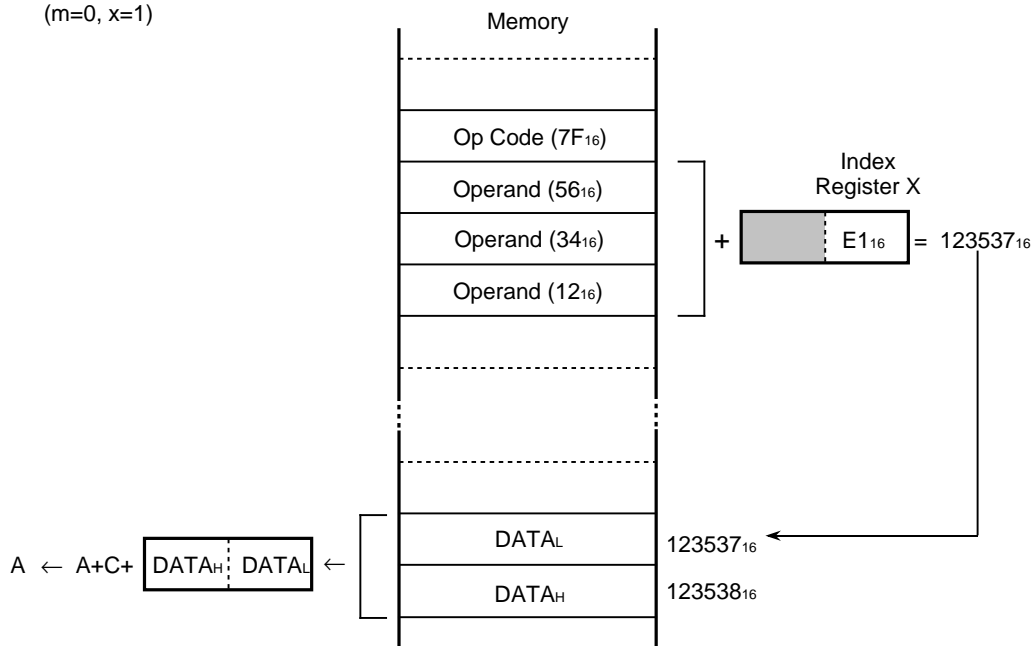 (m=0, x=1)
Memory
Op Code (7F16)
Operand (5616)
Operand (3416)
Operand (1216)
Index
Register X
+ E116 = 12353716
DATAL 12353716
DATAH 12353816
A ← A+C+ DATAH DATAL ←